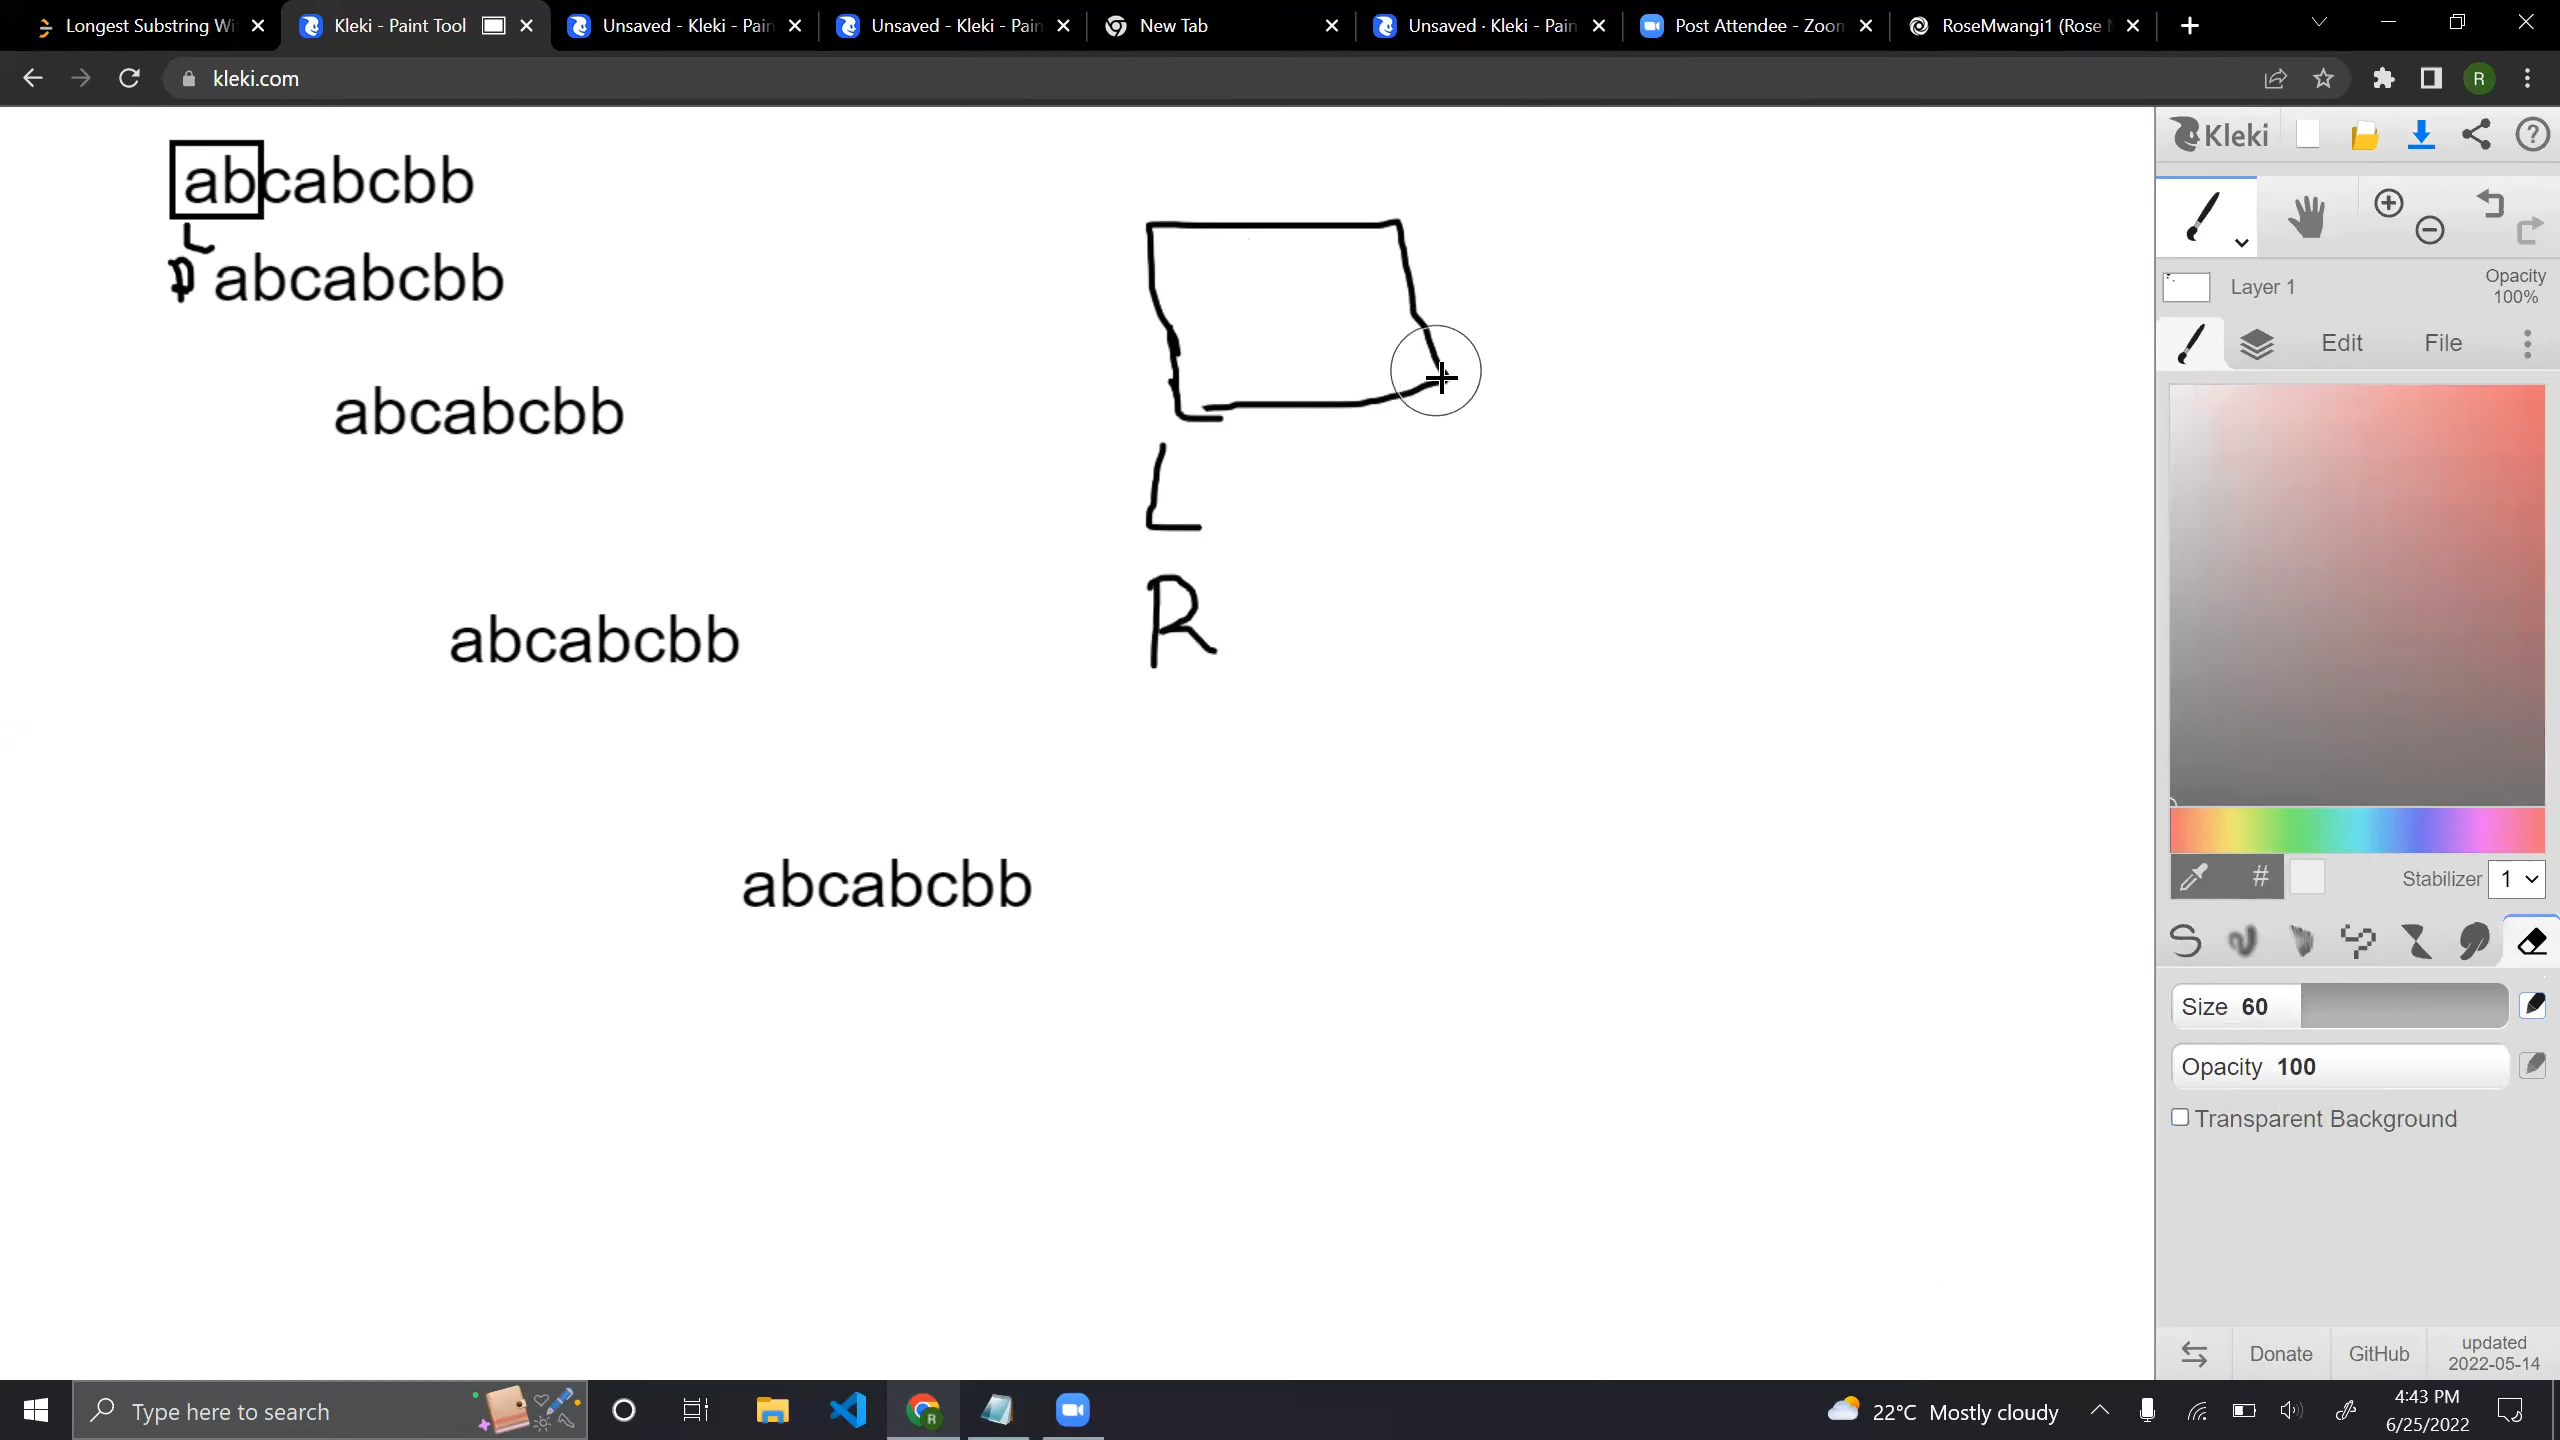 Longest Substring Wi
Kleki - Paint Tool
Unsaved - Kleki - Pain
Unsaved - Kleki - Pain
New Tab
Unsaved · Kleki - Pain
Post Attendee - Zoom
RoseMwangi1 (Rose
kleki.com
R
abcabcbb
L
abcabcbb
abcabcbb
L
abcabcbb
R
abcabcbb
Kleki
Layer 1
Opacity
100%
Edit
File
#
Stabilizer
1
Size 60
Opacity 100
Transparent Background
Donate
GitHub
updated
2022-05-14
Type here to search
R
22°C Mostly cloudy
4:43 PM
6/25/2022